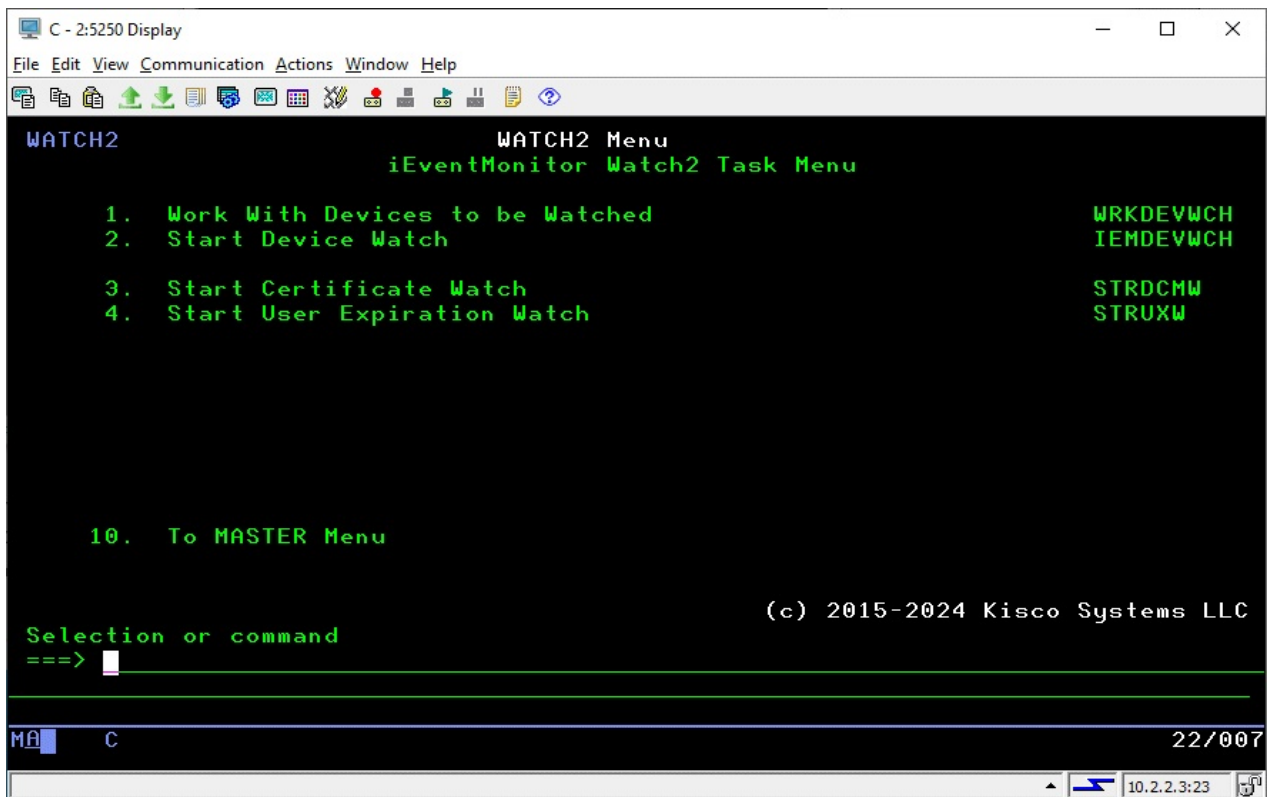 C - 2:5250 Display
File Edit View Communication Actions Window Help
WATCH2 WATCH2 Menu
iEventMonitor Watch2 Task Menu
1. Work With Devices to be Watched WRKDEVWCH
2. Start Device Watch IEMDEVWCH
3. Start Certificate Watch STRDCMW
4. Start User Expiration Watch STRUXW
10. To MASTER Menu
(c) 2015-2024 Kisco Systems LLC
Selection or command
===>
MA C 22/007
10.2.2.3:23